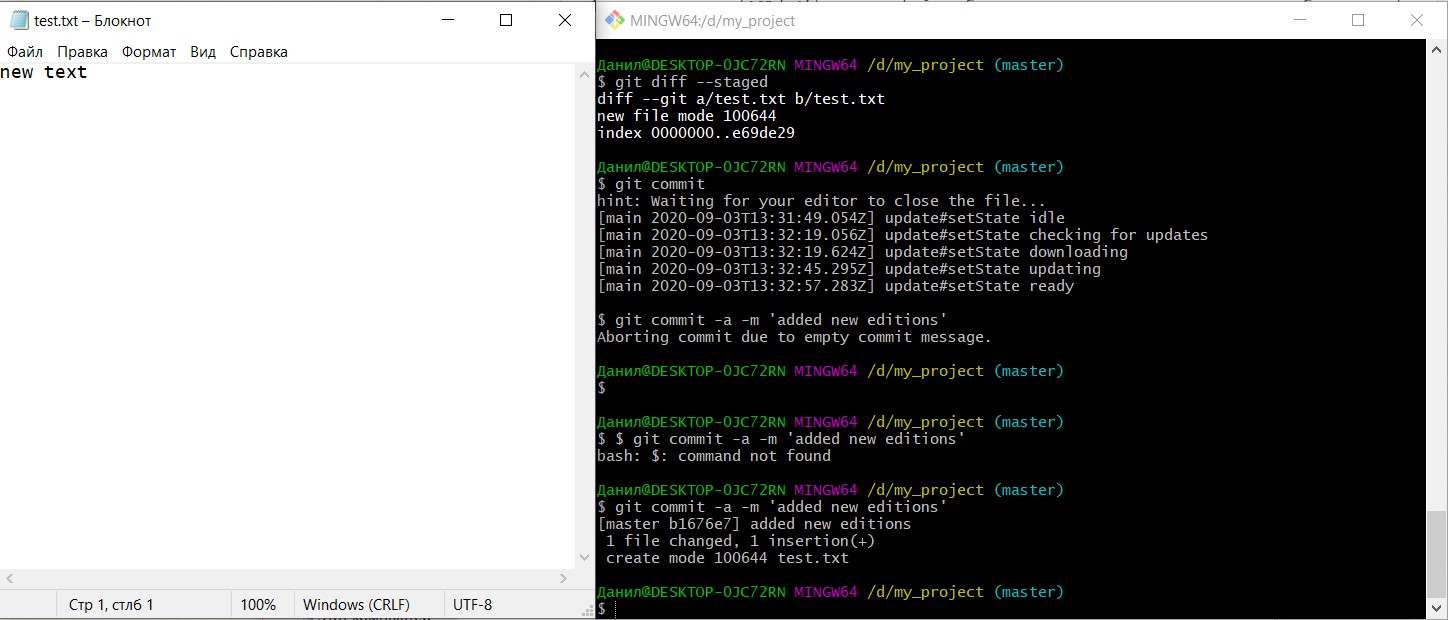 test.txt – Блокнот
Файл Правка Формат Вид Справка
new text
Стр 1, стлб 1 100% Windows (CRLF) UTF-8
MINGW64:/d/my_project
Данил@DESKTOP-0JC72RN MINGW64 /d/my_project (master)
$ git diff --staged
diff --git a/test.txt b/test.txt
new file mode 100644
index 0000000..e69de29
Данил@DESKTOP-0JC72RN MINGW64 /d/my_project (master)
$ git commit
hint: Waiting for your editor to close the file...
[main 2020-09-03T13:31:49.054Z] update#setState idle
[main 2020-09-03T13:32:19.056Z] update#setState checking for updates
[main 2020-09-03T13:32:19.624Z] update#setState downloading
[main 2020-09-03T13:32:45.295Z] update#setState updating
[main 2020-09-03T13:32:57.283Z] update#setState ready
$ git commit -a -m 'added new editions'
Aborting commit due to empty commit message.
Данил@DESKTOP-0JC72RN MINGW64 /d/my_project (master)
$
Данил@DESKTOP-0JC72RN MINGW64 /d/my_project (master)
$ $ git commit -a -m 'added new editions'
bash: $: command not found
Данил@DESKTOP-0JC72RN MINGW64 /d/my_project (master)
$ git commit -a -m 'added new editions'
[master b1676e7] added new editions
1 file changed, 1 insertion(+)
create mode 100644 test.txt
Данил@DESKTOP-0JC72RN MINGW64 /d/my_project (master)
$